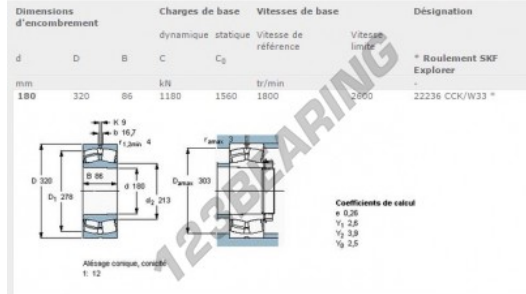 Dimensions d'encombrement
Charges de base
Vitesses de base
Désignation
dynamique
statique
Vitesse de référence
Vitesse limite
d
D
B
C
C₀
* Roulement SKF Explorer
mm
kN
tr/min
-
180
320
86
1180
1560
1800
2600
22236 CCK/W33 *
K 9
b 16,7
r1,2min 4
D 320
D₁ 278
B 86
d 180
d₂ 213
ramax 3
Damax 303
Alésage conique, conicité
1: 12
Coefficients de calcul
e 0,26
Y₁ 2,6
Y₂ 3,9
Y₀ 2,5
123BEARING